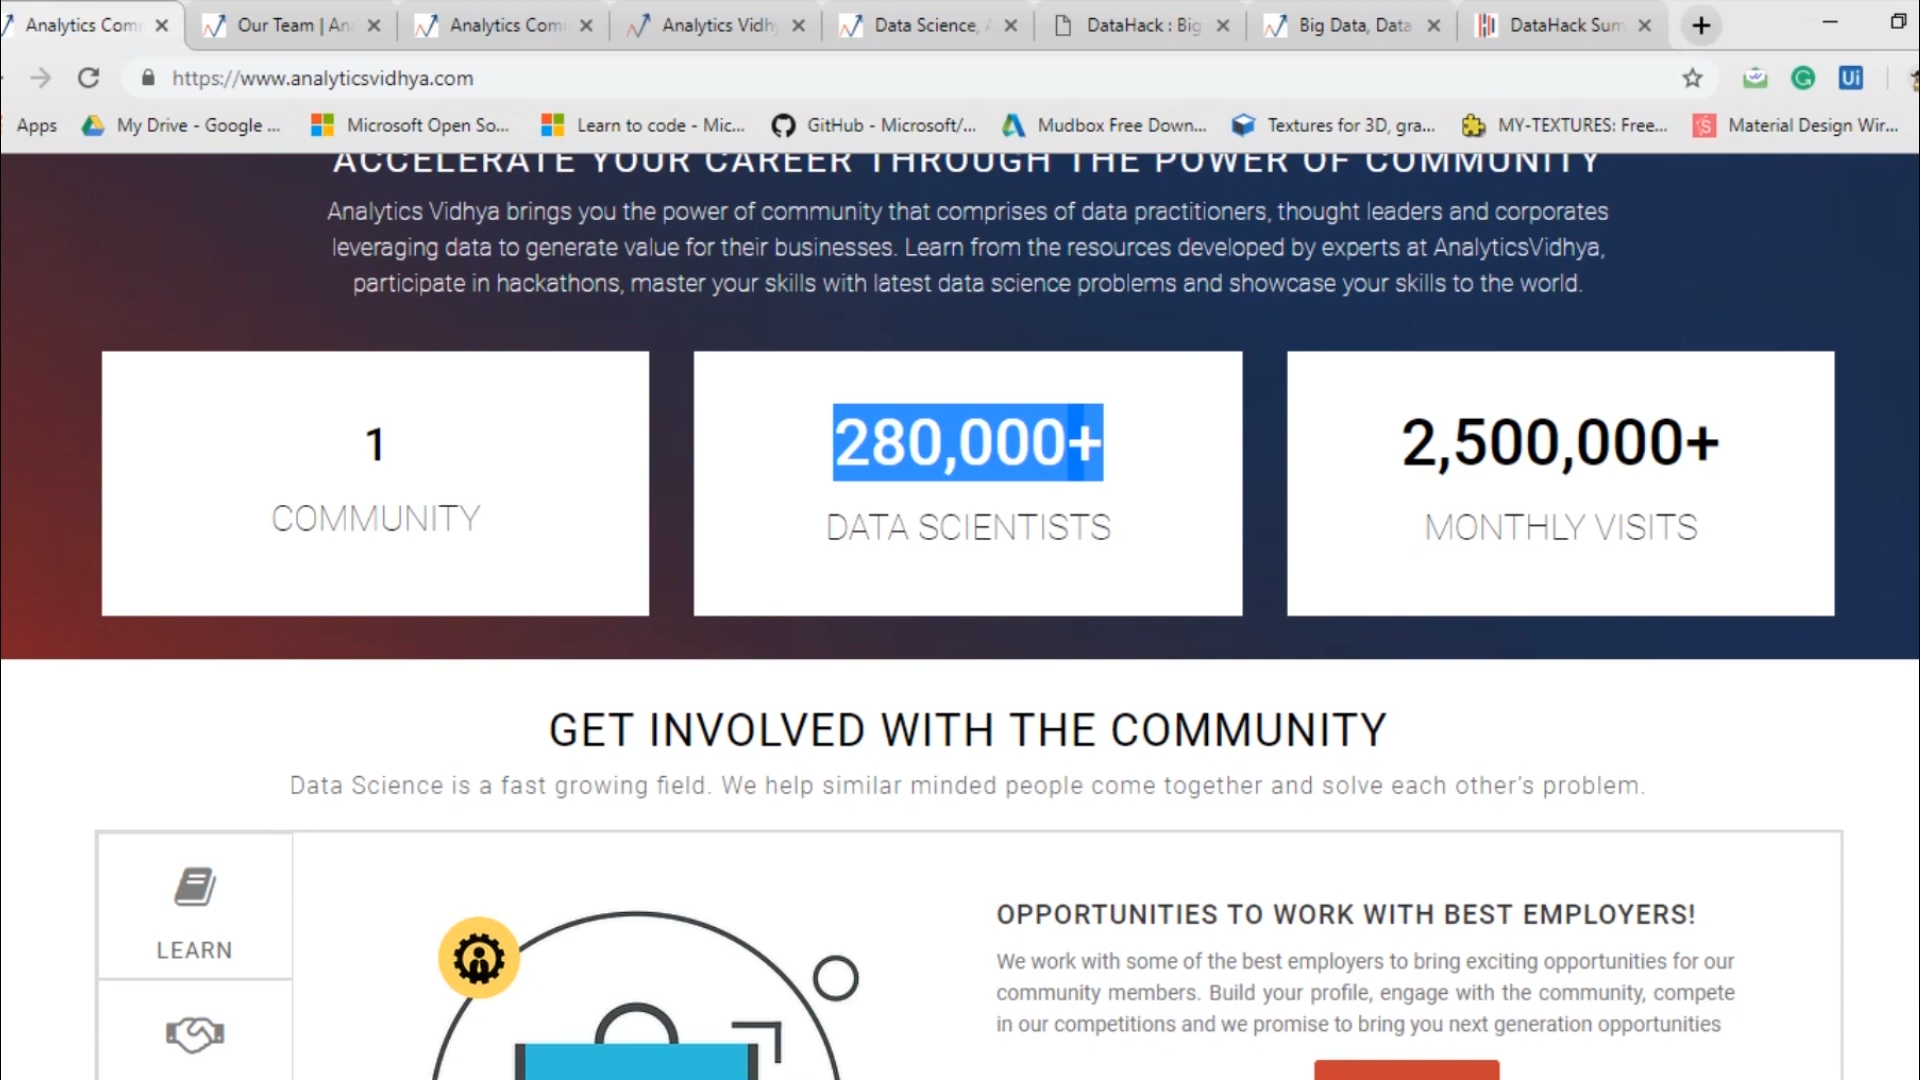 Analytics Com
Our Team | An
Analytics Com
Analytics Vidh
Data Science,
DataHack : Big
Big Data, Data
DataHack Sum
https://www.analyticsvidhya.com
Ui
Apps
My Drive - Google ...
Microsoft Open So...
Learn to code - Mic...
GitHub - Microsoft/...
Mudbox Free Down...
Textures for 3D, gra...
MY-TEXTURES: Free...
Material Design Wir...
ACCELERATE YOUR CAREER THROUGH THE POWER OF COMMUNITY
Analytics Vidhya brings you the power of community that comprises of data practitioners, thought leaders and corporates
leveraging data to generate value for their businesses. Learn from the resources developed by experts at AnalyticsVidhya,
participate in hackathons, master your skills with latest data science problems and showcase your skills to the world.
1
COMMUNITY
280,000+
DATA SCIENTISTS
2,500,000+
MONTHLY VISITS
GET INVOLVED WITH THE COMMUNITY
Data Science is a fast growing field. We help similar minded people come together and solve each other's problem.
LEARN
OPPORTUNITIES TO WORK WITH BEST EMPLOYERS!
We work with some of the best employers to bring exciting opportunities for our
community members. Build your profile, engage with the community, compete
in our competitions and we promise to bring you next generation opportunities